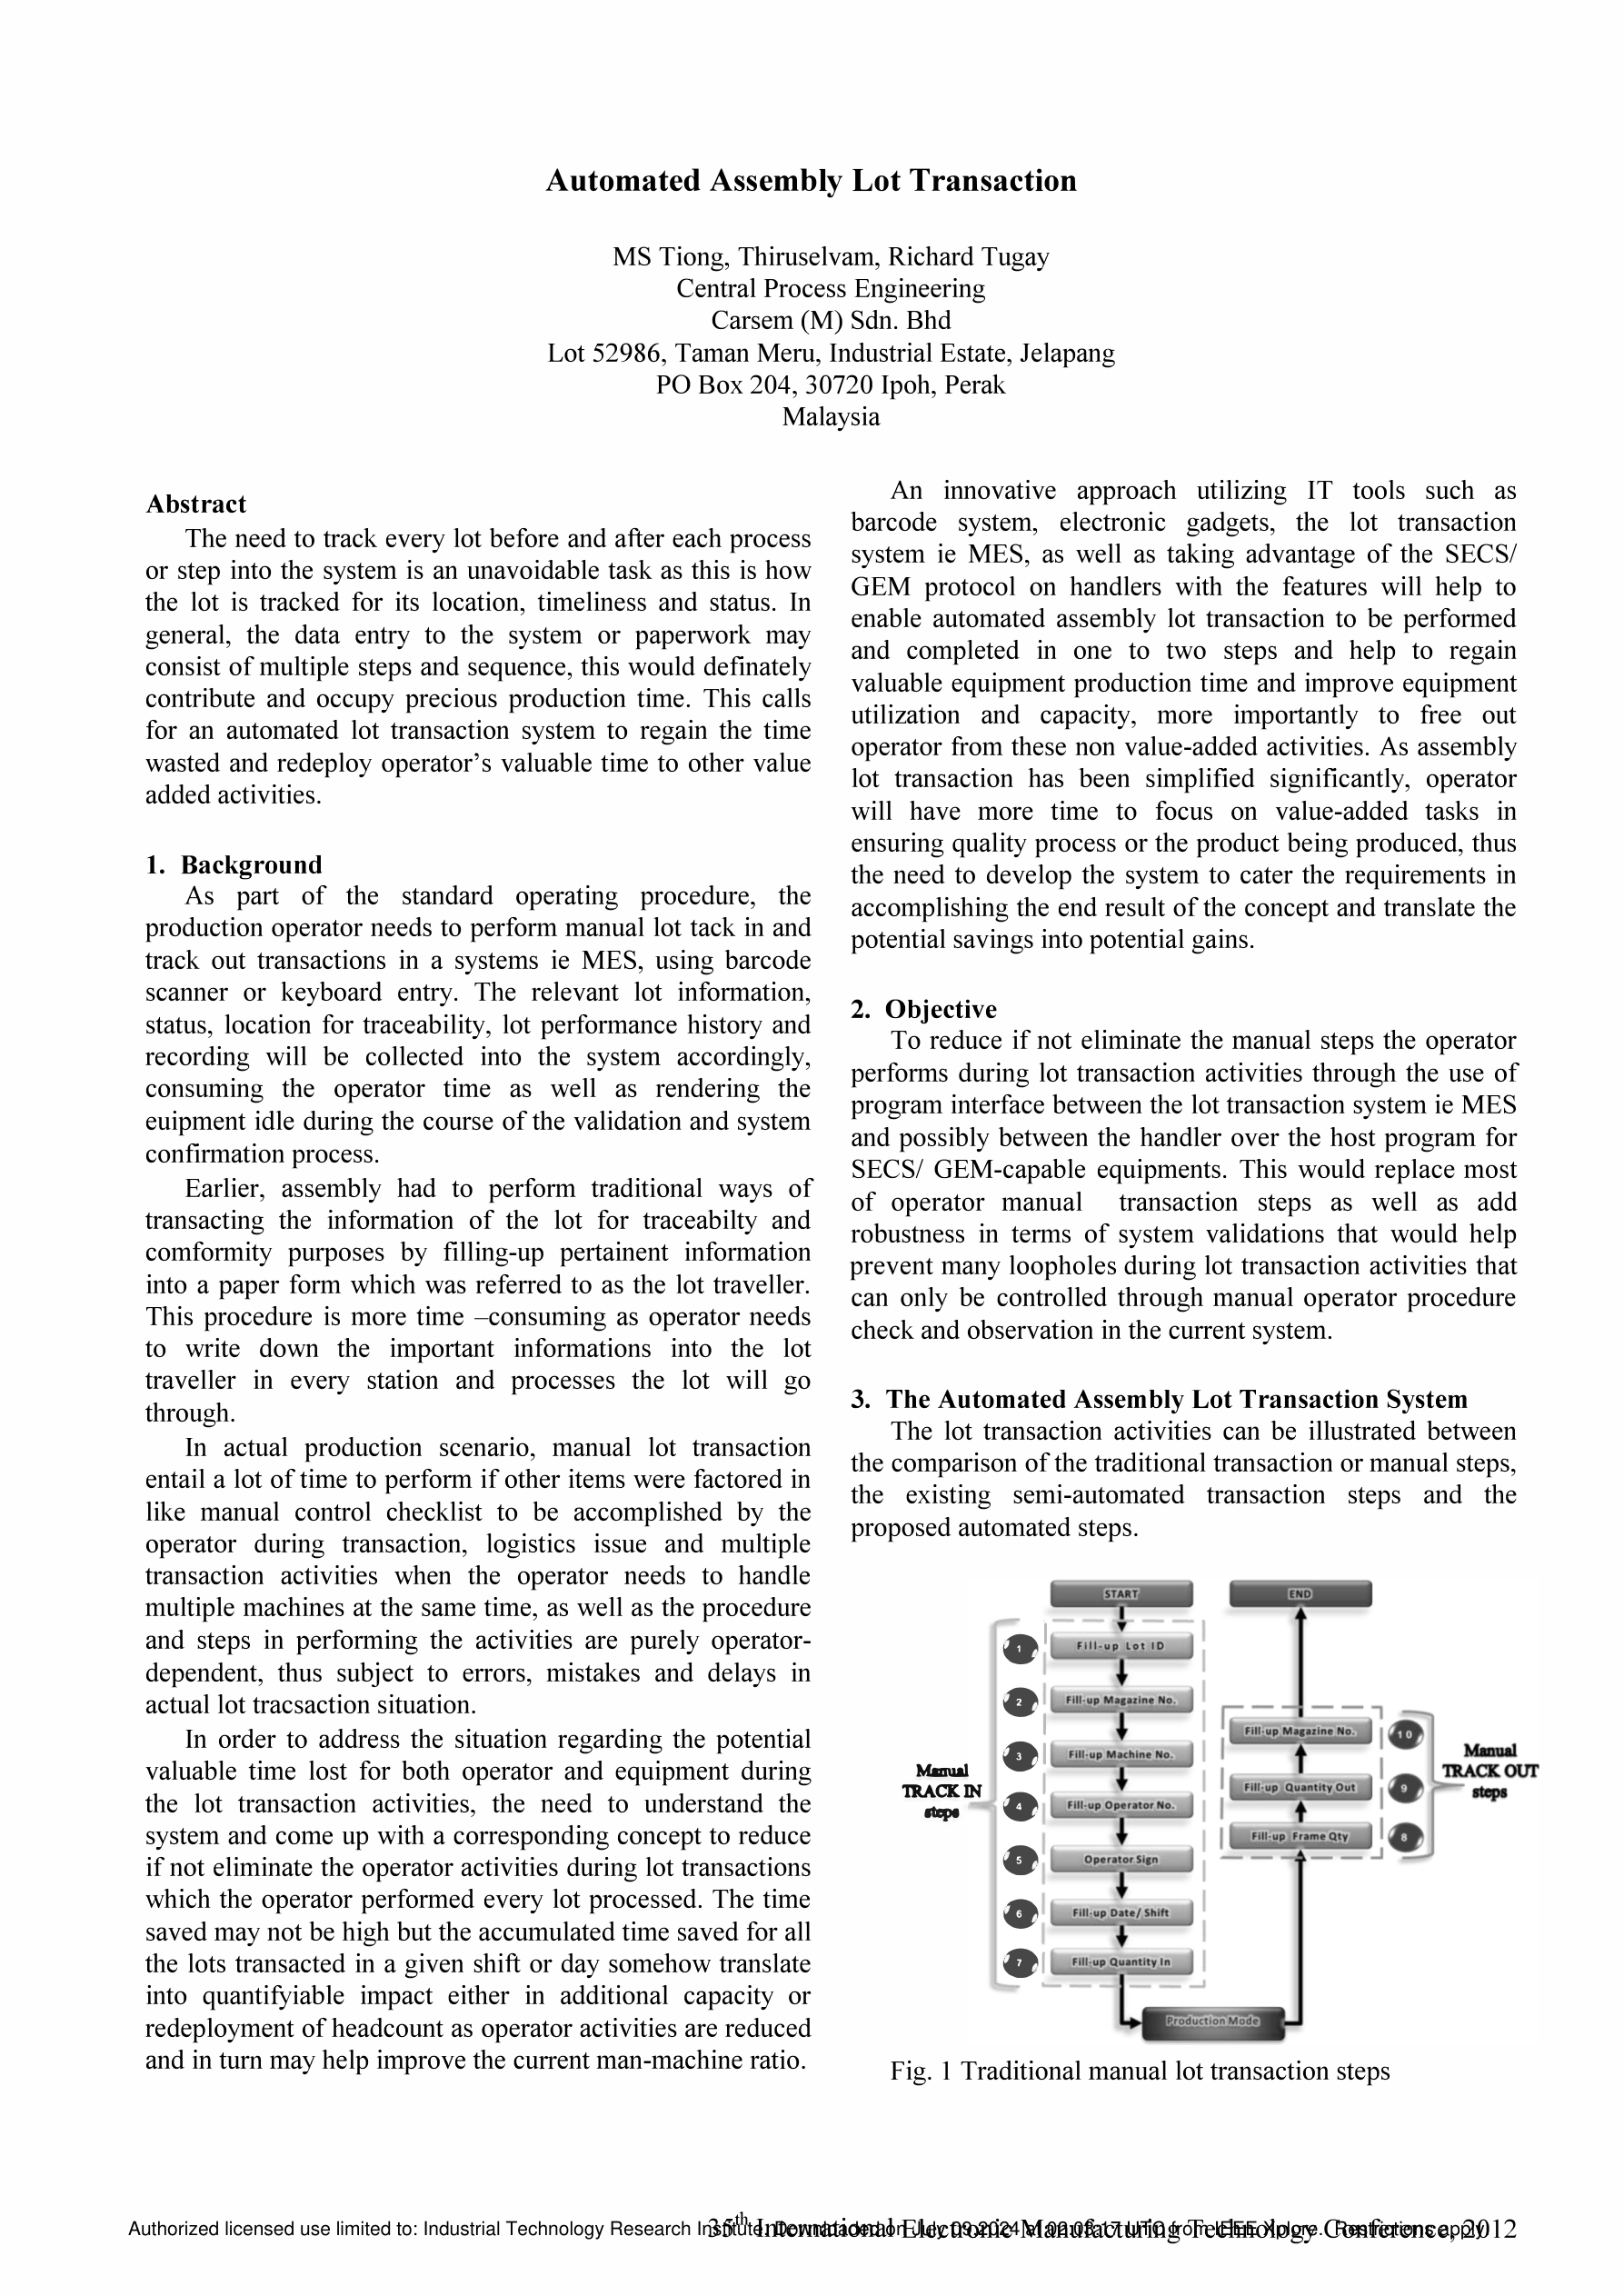 Automated Assembly Lot Transaction
MS Tiong, Thiruselvam, Richard Tugay
Central Process Engineering
Carsem (M) Sdn. Bhd
Lot 52986, Taman Meru, Industrial Estate, Jelapang
PO Box 204, 30720 Ipoh, Perak
Malaysia
Abstract
The need to track every lot before and after each process
or step into the system is an unavoidable task as this is how
the lot is tracked for its location, timeliness and status. In
general, the data entry to the system or paperwork may
consist of multiple steps and sequence, this would definately
contribute and occupy precious production time. This calls
for an automated lot transaction system to regain the time
wasted and redeploy operator's valuable time to other value
added activities.
1. Background
As part of the standard operating procedure, the
production operator needs to perform manual lot tack in and
track out transactions in a systems ie MES, using barcode
scanner or keyboard entry. The relevant lot information,
status, location for traceability, lot performance history and
recording will be collected into the system accordingly,
consuming the operator time as well as rendering the
euipment idle during the course of the validation and system
confirmation process.
Earlier, assembly had to perform traditional ways of
transacting the information of the lot for traceabilty and
comformity purposes by filling-up pertainent information
into a paper form which was referred to as the lot traveller.
This procedure is more time –consuming as operator needs
to write down the important informations into the lot
traveller in every station and processes the lot will go
through.
In actual production scenario, manual lot transaction
entail a lot of time to perform if other items were factored in
like manual control checklist to be accomplished by the
operator during transaction, logistics issue and multiple
transaction activities when the operator needs to handle
multiple machines at the same time, as well as the procedure
and steps in performing the activities are purely operator-
dependent, thus subject to errors, mistakes and delays in
actual lot tracsaction situation.
In order to address the situation regarding the potential
valuable time lost for both operator and equipment during
the lot transaction activities, the need to understand the
system and come up with a corresponding concept to reduce
if not eliminate the operator activities during lot transactions
which the operator performed every lot processed. The time
saved may not be high but the accumulated time saved for all
the lots transacted in a given shift or day somehow translate
into quantifyiable impact either in additional capacity or
redeployment of headcount as operator activities are reduced
and in turn may help improve the current man-machine ratio.
An innovative approach utilizing IT tools such as
barcode system, electronic gadgets, the lot transaction
system ie MES, as well as taking advantage of the SECS/
GEM protocol on handlers with the features will help to
enable automated assembly lot transaction to be performed
and completed in one to two steps and help to regain
valuable equipment production time and improve equipment
utilization and capacity, more importantly to free out
operator from these non value-added activities. As assembly
lot transaction has been simplified significantly, operator
will have more time to focus on value-added tasks in
ensuring quality process or the product being produced, thus
the need to develop the system to cater the requirements in
accomplishing the end result of the concept and translate the
potential savings into potential gains.
2. Objective
To reduce if not eliminate the manual steps the operator
performs during lot transaction activities through the use of
program interface between the lot transaction system ie MES
and possibly between the handler over the host program for
SECS/ GEM-capable equipments. This would replace most
of operator manual transaction steps as well as add
robustness in terms of system validations that would help
prevent many loopholes during lot transaction activities that
can only be controlled through manual operator procedure
check and observation in the current system.
3. The Automated Assembly Lot Transaction System
The lot transaction activities can be illustrated between
the comparison of the traditional transaction or manual steps,
the existing semi-automated transaction steps and the
proposed automated steps.
START
1 Fill-up Lot ID
2 Fill-up Magazine No.
3 Fill-up Machine No.
4 Fill-up Operator No.
5 Operator Sign
6 Fill-up Date/ Shift
7 Fill-up Quantity In
Manual
TRACK IN
steps
Production Mode
END
Fill-up Magazine No. 10
Fill-up Quantity Out 9
Fill-up Frame Qty 8
Manual
TRACK OUT
steps
Fig. 1 Traditional manual lot transaction steps
35th International Electronic Manufacturing Technology Conference, 2012
Authorized licensed use limited to: Industrial Technology Research Institute. Downloaded on July 09,2024 at 02:03:17 UTC from IEEE Xplore. Restrictions apply.